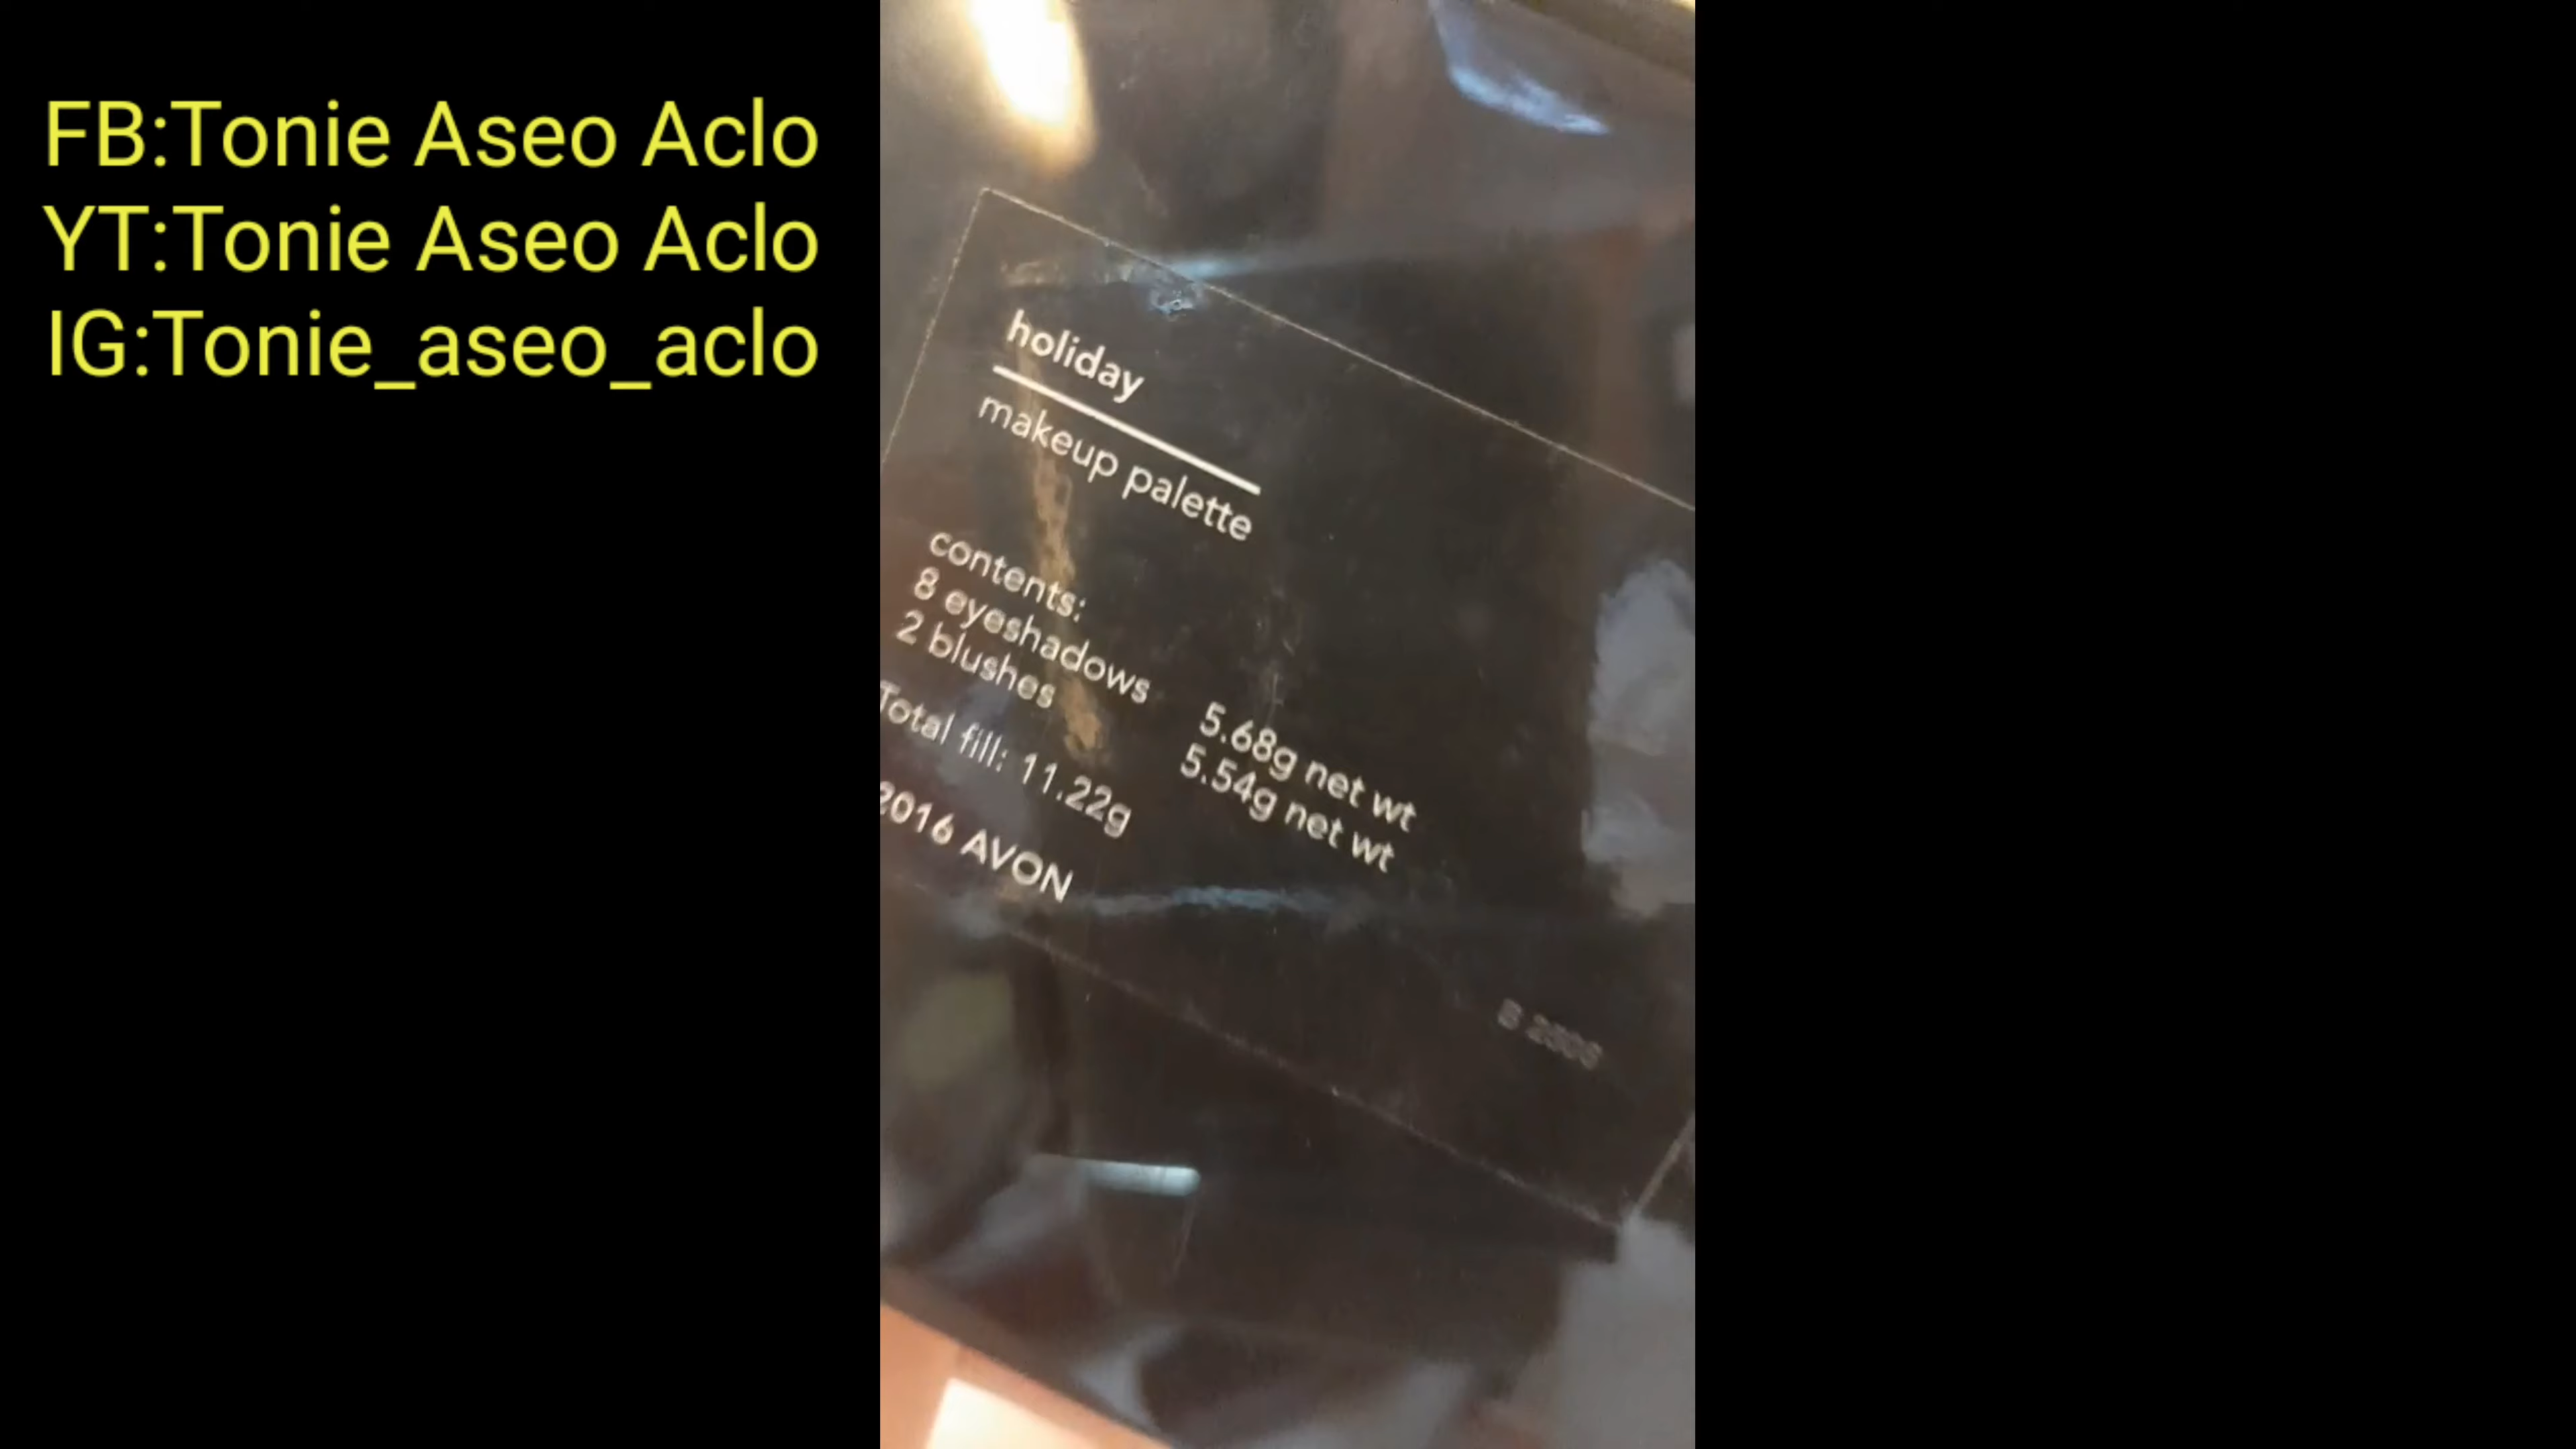 FB:Tonie Aseo Aclo
YT:Tonie Aseo Aclo
IG:Tonie_aseo_aclo
holiday
makeup palette
contents:
8 eyeshadows 5.68g net wt
2 blushes 5.54g net wt
Total fill: 11.22g
2016 AVON